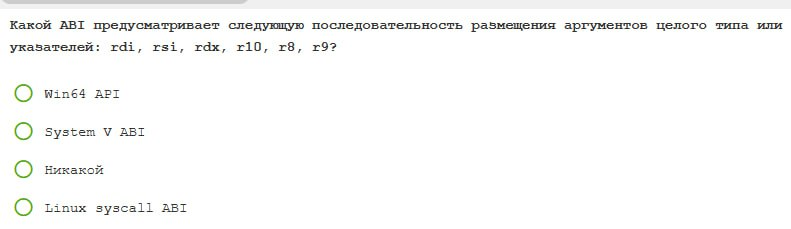 Какой ABI предусматривает следующую последовательность размещения аргументов целого типа или
указателей: rdi, rsi, rdx, r10, r8, r9?
Win64 API
System V ABI
Никакой
Linux syscall ABI